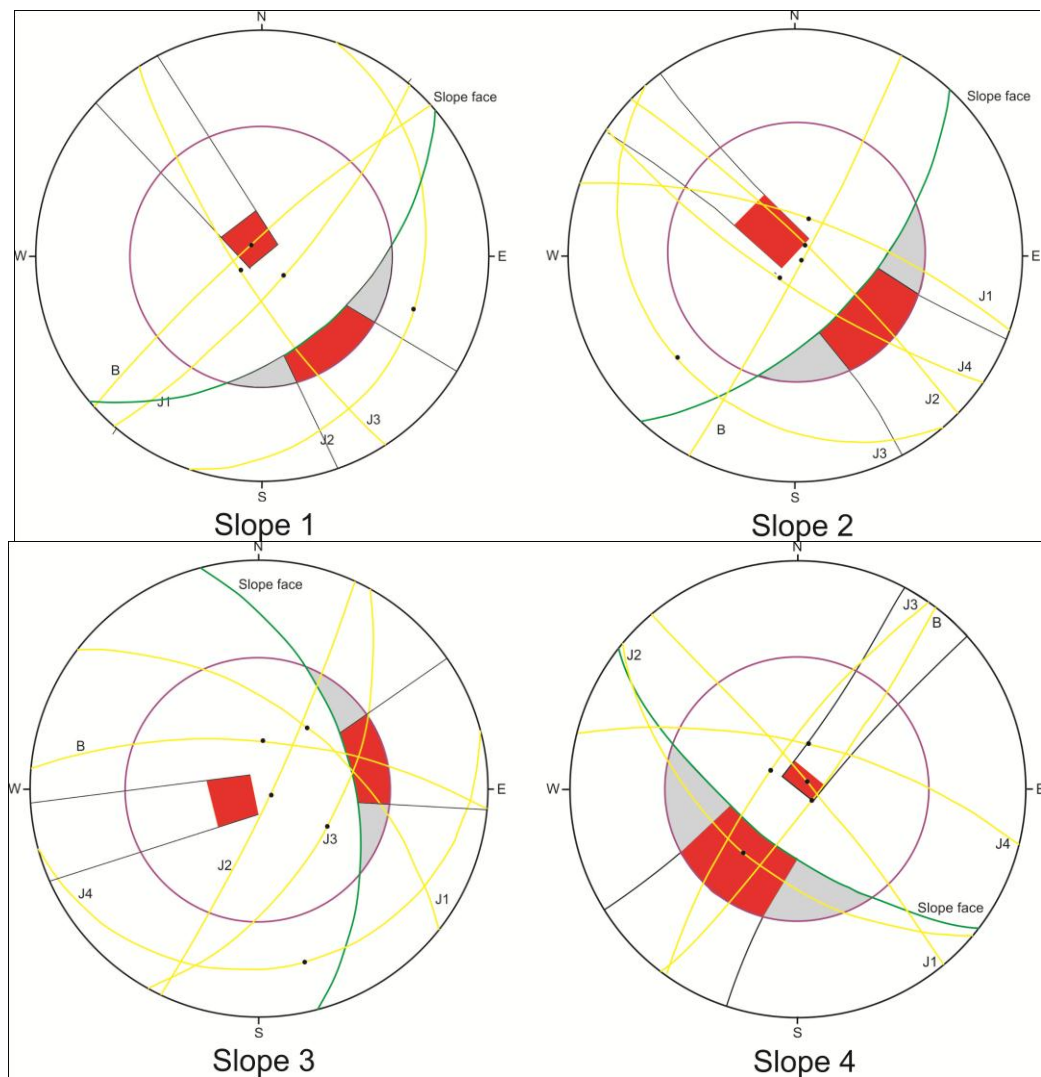 N
Slope face
W
E
B
J1
J3
J2
S
Slope 1
N
Slope face
W
E
J1
J4
J2
B
J3
S
Slope 2
N
Slope face
B
W
E
J3
J2
J4
J1
S
Slope 3
N
J3
B
J2
W
E
J4
Slope face
J1
S
Slope 4